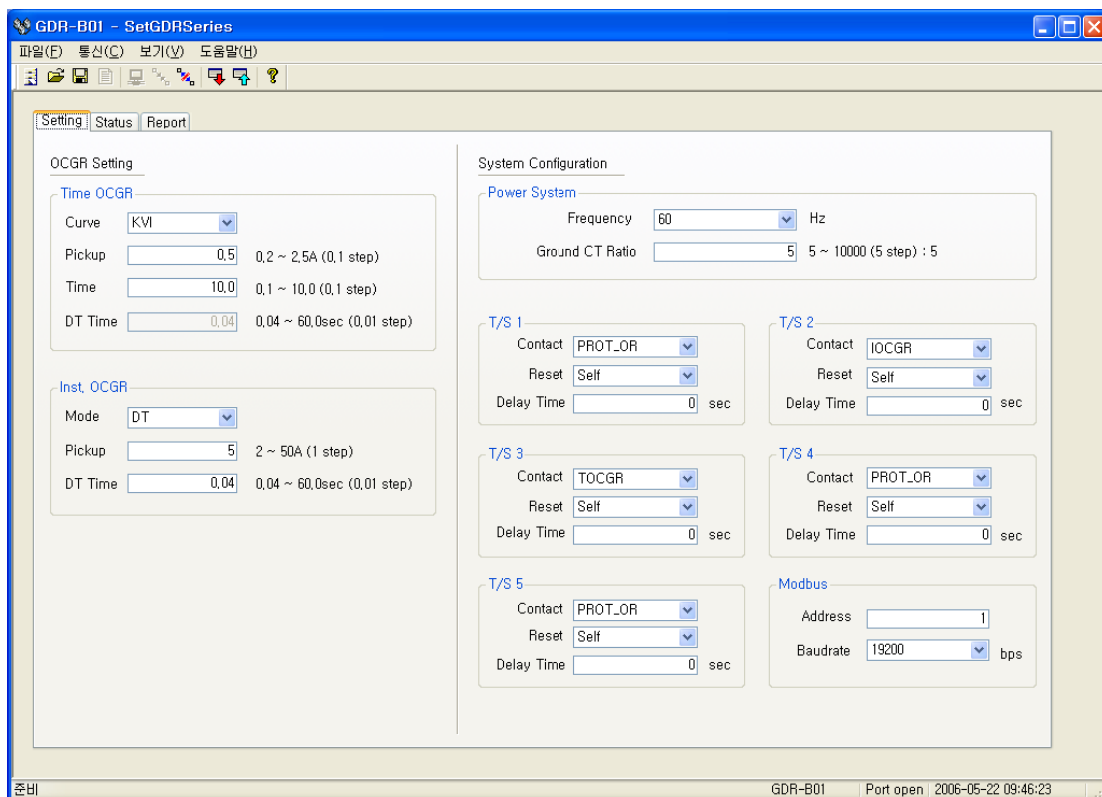 GDR-B01 - SetGDRSeries
파일(F) 통신(C) 보기(V) 도움말(H)
Setting Status Report
OCGR Setting
Time OCGR
Curve KVI
Pickup 0,5 0,2 ~ 2,5A (0,1 step)
Time 10,0 0,1 ~ 10,0 (0,1 step)
DT Time 0,04 0,04 ~ 60,0sec (0,01 step)
Inst, OCGR
Mode DT
Pickup 5 2 ~ 50A (1 step)
DT Time 0,04 0,04 ~ 60,0sec (0,01 step)
System Configuration
Power System
Frequency 60 Hz
Ground CT Ratio 5 5 ~ 10000 (5 step) : 5
T/S 1
Contact PROT_OR
Reset Self
Delay Time 0 sec
T/S 2
Contact IOCGR
Reset Self
Delay Time 0 sec
T/S 3
Contact TOCGR
Reset Self
Delay Time 0 sec
T/S 4
Contact PROT_OR
Reset Self
Delay Time 0 sec
T/S 5
Contact PROT_OR
Reset Self
Delay Time 0 sec
Modbus
Address 1
Baudrate 19200 bps
준비 GDR-B01 Port open 2006-05-22 09:46:23